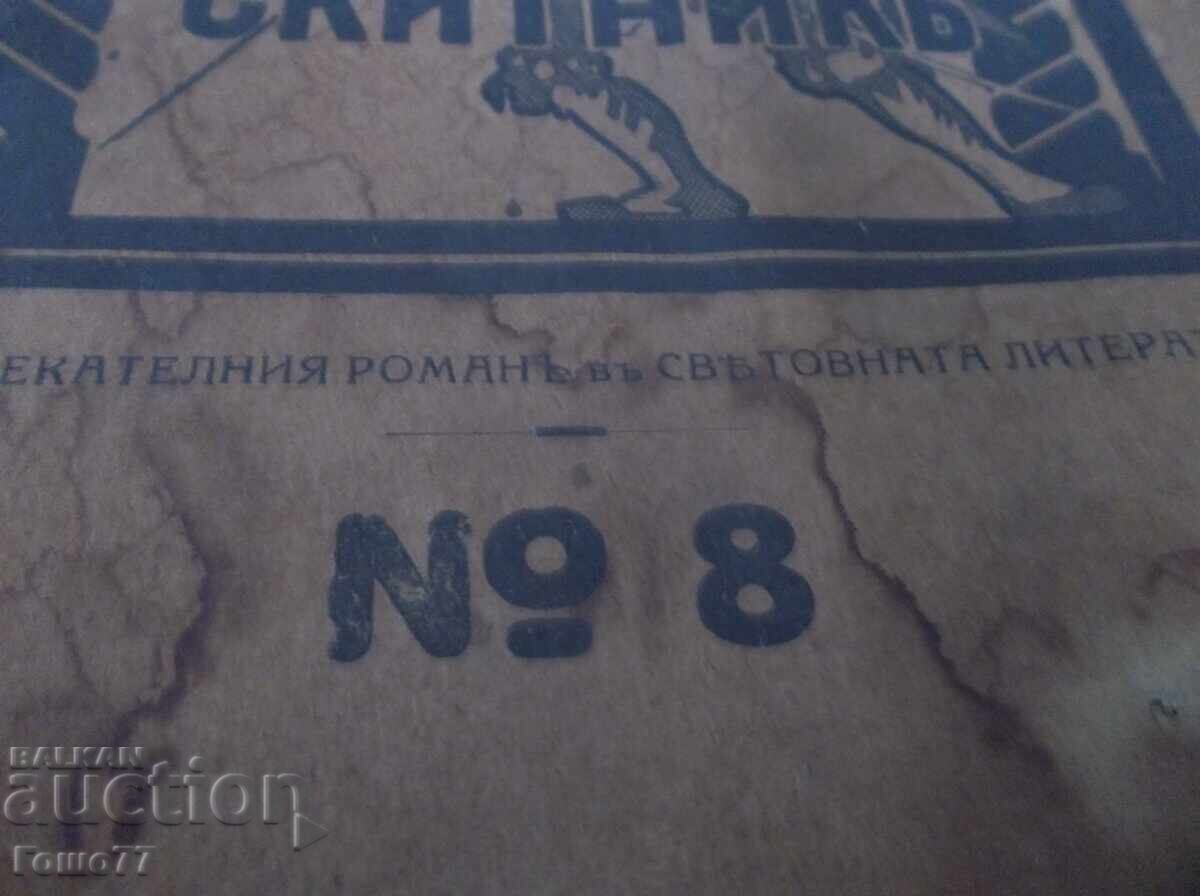 СКИТНИКЪ
ЕКАТЕЛНИЯ РОМАНЪ ВЪ СВѢТОВНАТА ЛИТЕРАТ
№ 8
BALKAN
auction
Гошо77